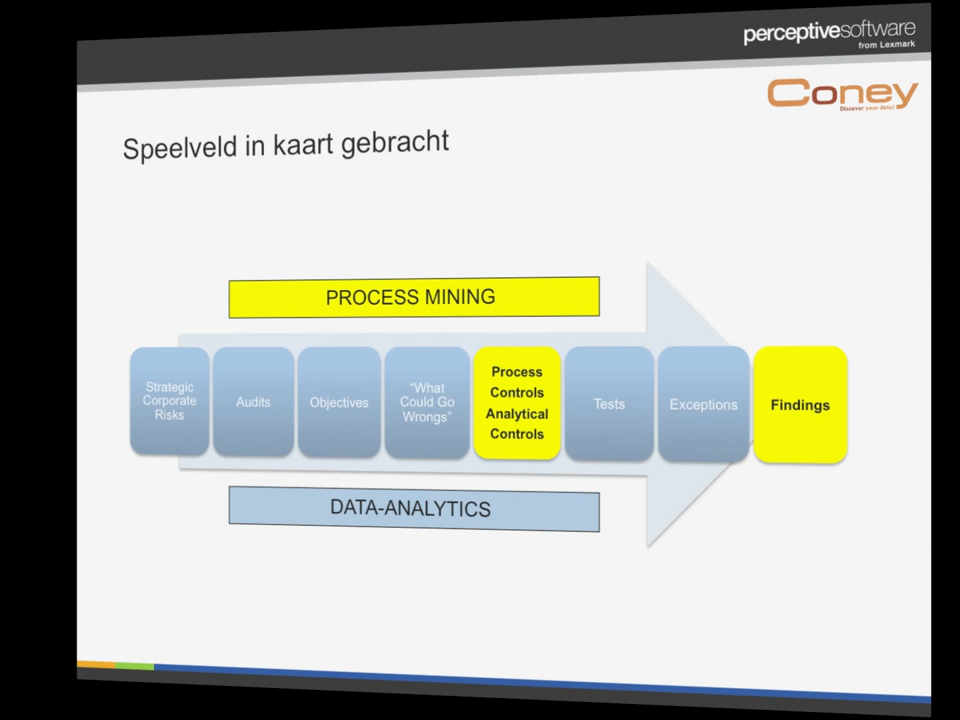 perceptivesoftware
from Lexmark
Coney
Discover your data!
Speelveld in kaart gebracht
PROCESS MINING
Strategic
Corporate
Risks
Audits
Objectives
“What
Could Go
Wrongs”
Process
Controls
Analytical
Controls
Tests
Exceptions
Findings
DATA-ANALYTICS